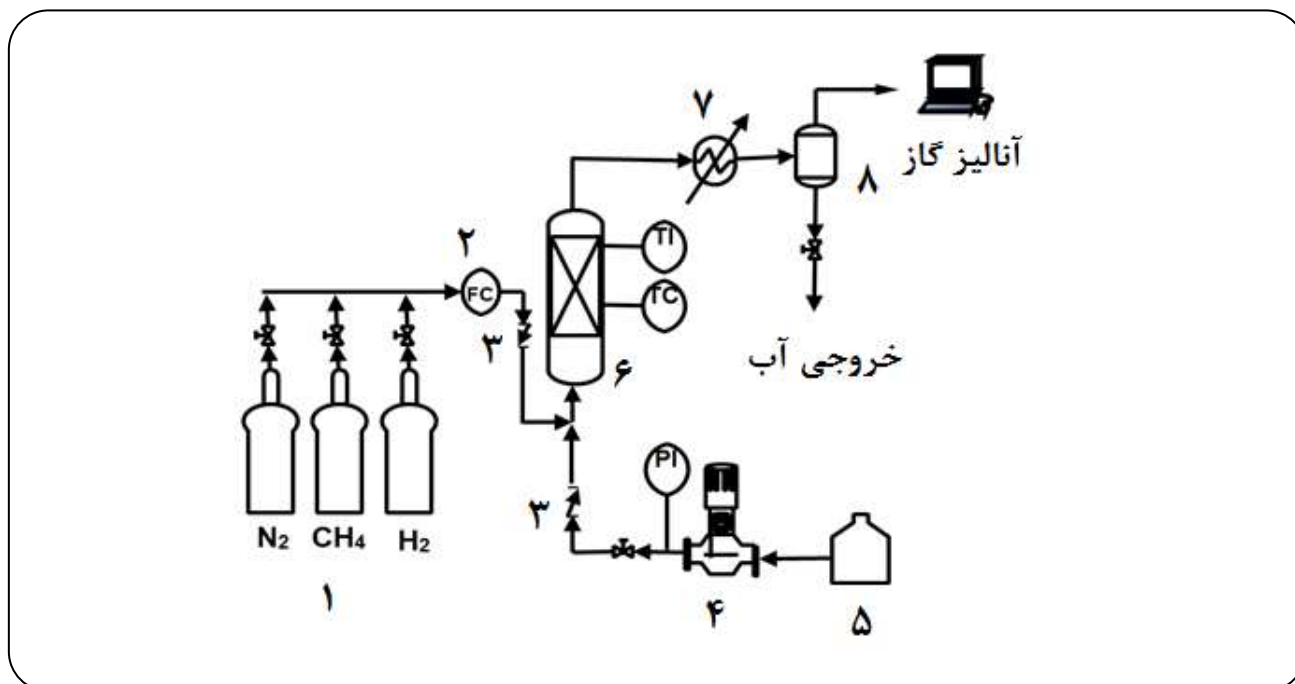 ۷
آنالیز گاز
۸
۲
TI
FC
TC
۳
خروجی آب
۶
PI
۳
N₂ CH₄ H₂
۱
۴
۵